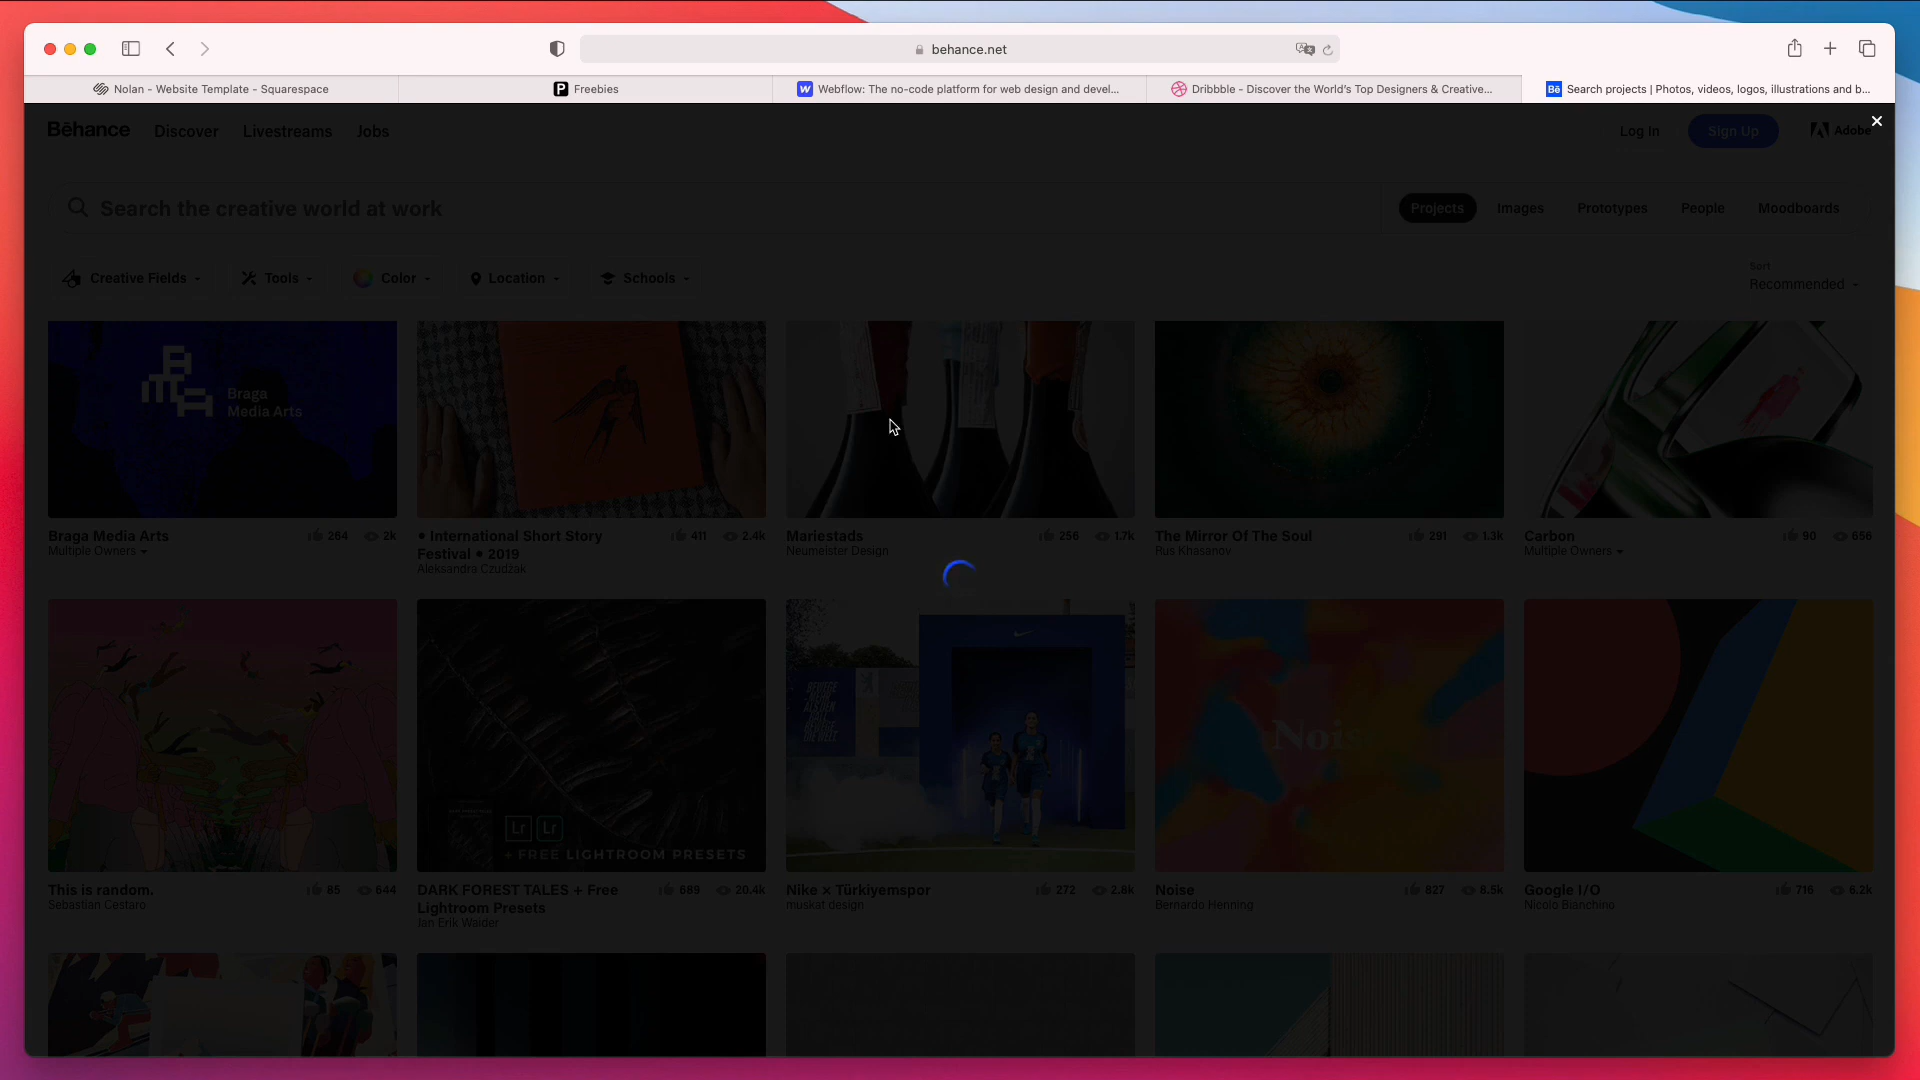 behance.net
Nolan - Website Template - Squarespace
Freebies
Webflow: The no-code platform for web design and devel...
Dribbble - Discover the World's Top Designers & Creative...
Search projects | Photos, videos, logos, illustrations and b...
Bēhance
Discover
Livestreams
Jobs
Log In
Sign Up
Adobe
Search the creative world at work
Projects
Images
Prototypes
People
Moodboards
Creative Fields
Tools
Color
Location
Schools
Sort
Recommended
Braga
Media Arts
Braga Media Arts
264
2k
Multiple Owners
• International Short Story
Festival • 2019
411
2.4k
Aleksandra Czudżak
Mariestads
256
1.7k
Neumeister Design
The Mirror Of The Soul
291
1.3k
Rus Khasanov
Carbon
90
656
Multiple Owners
Lr
Lr
+ FREE LIGHTROOM PRESETS
Noise
This is random.
85
644
Sebastian Cestaro
DARK FOREST TALES + Free
Lightroom Presets
689
20.4k
Jan Erik Waider
Nike x Türkiyemspor
272
2.8k
muskat design
Noise
827
8.5k
Bernardo Henning
Google I/O
716
6.2k
Nicolo Bianchino